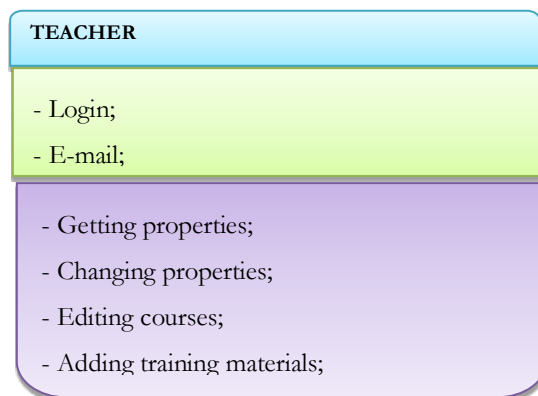 TEACHER
- Login;
- E-mail;
- Getting properties;
- Changing properties;
- Editing courses;
- Adding training materials;